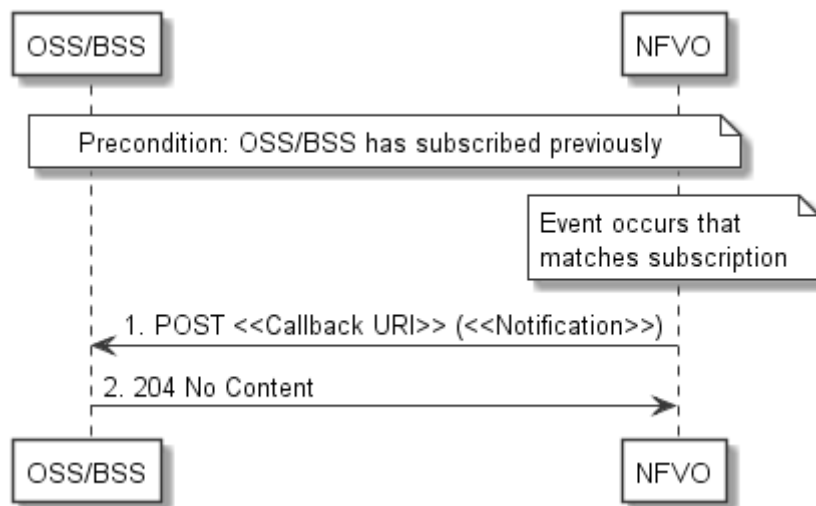 OSS/BSS
NFVO
Precondition: OSS/BSS has subscribed previously
Event occurs that
matches subscription
1. POST <<Callback URI>> (<<Notification>>)
2. 204 No Content
OSS/BSS
NFVO